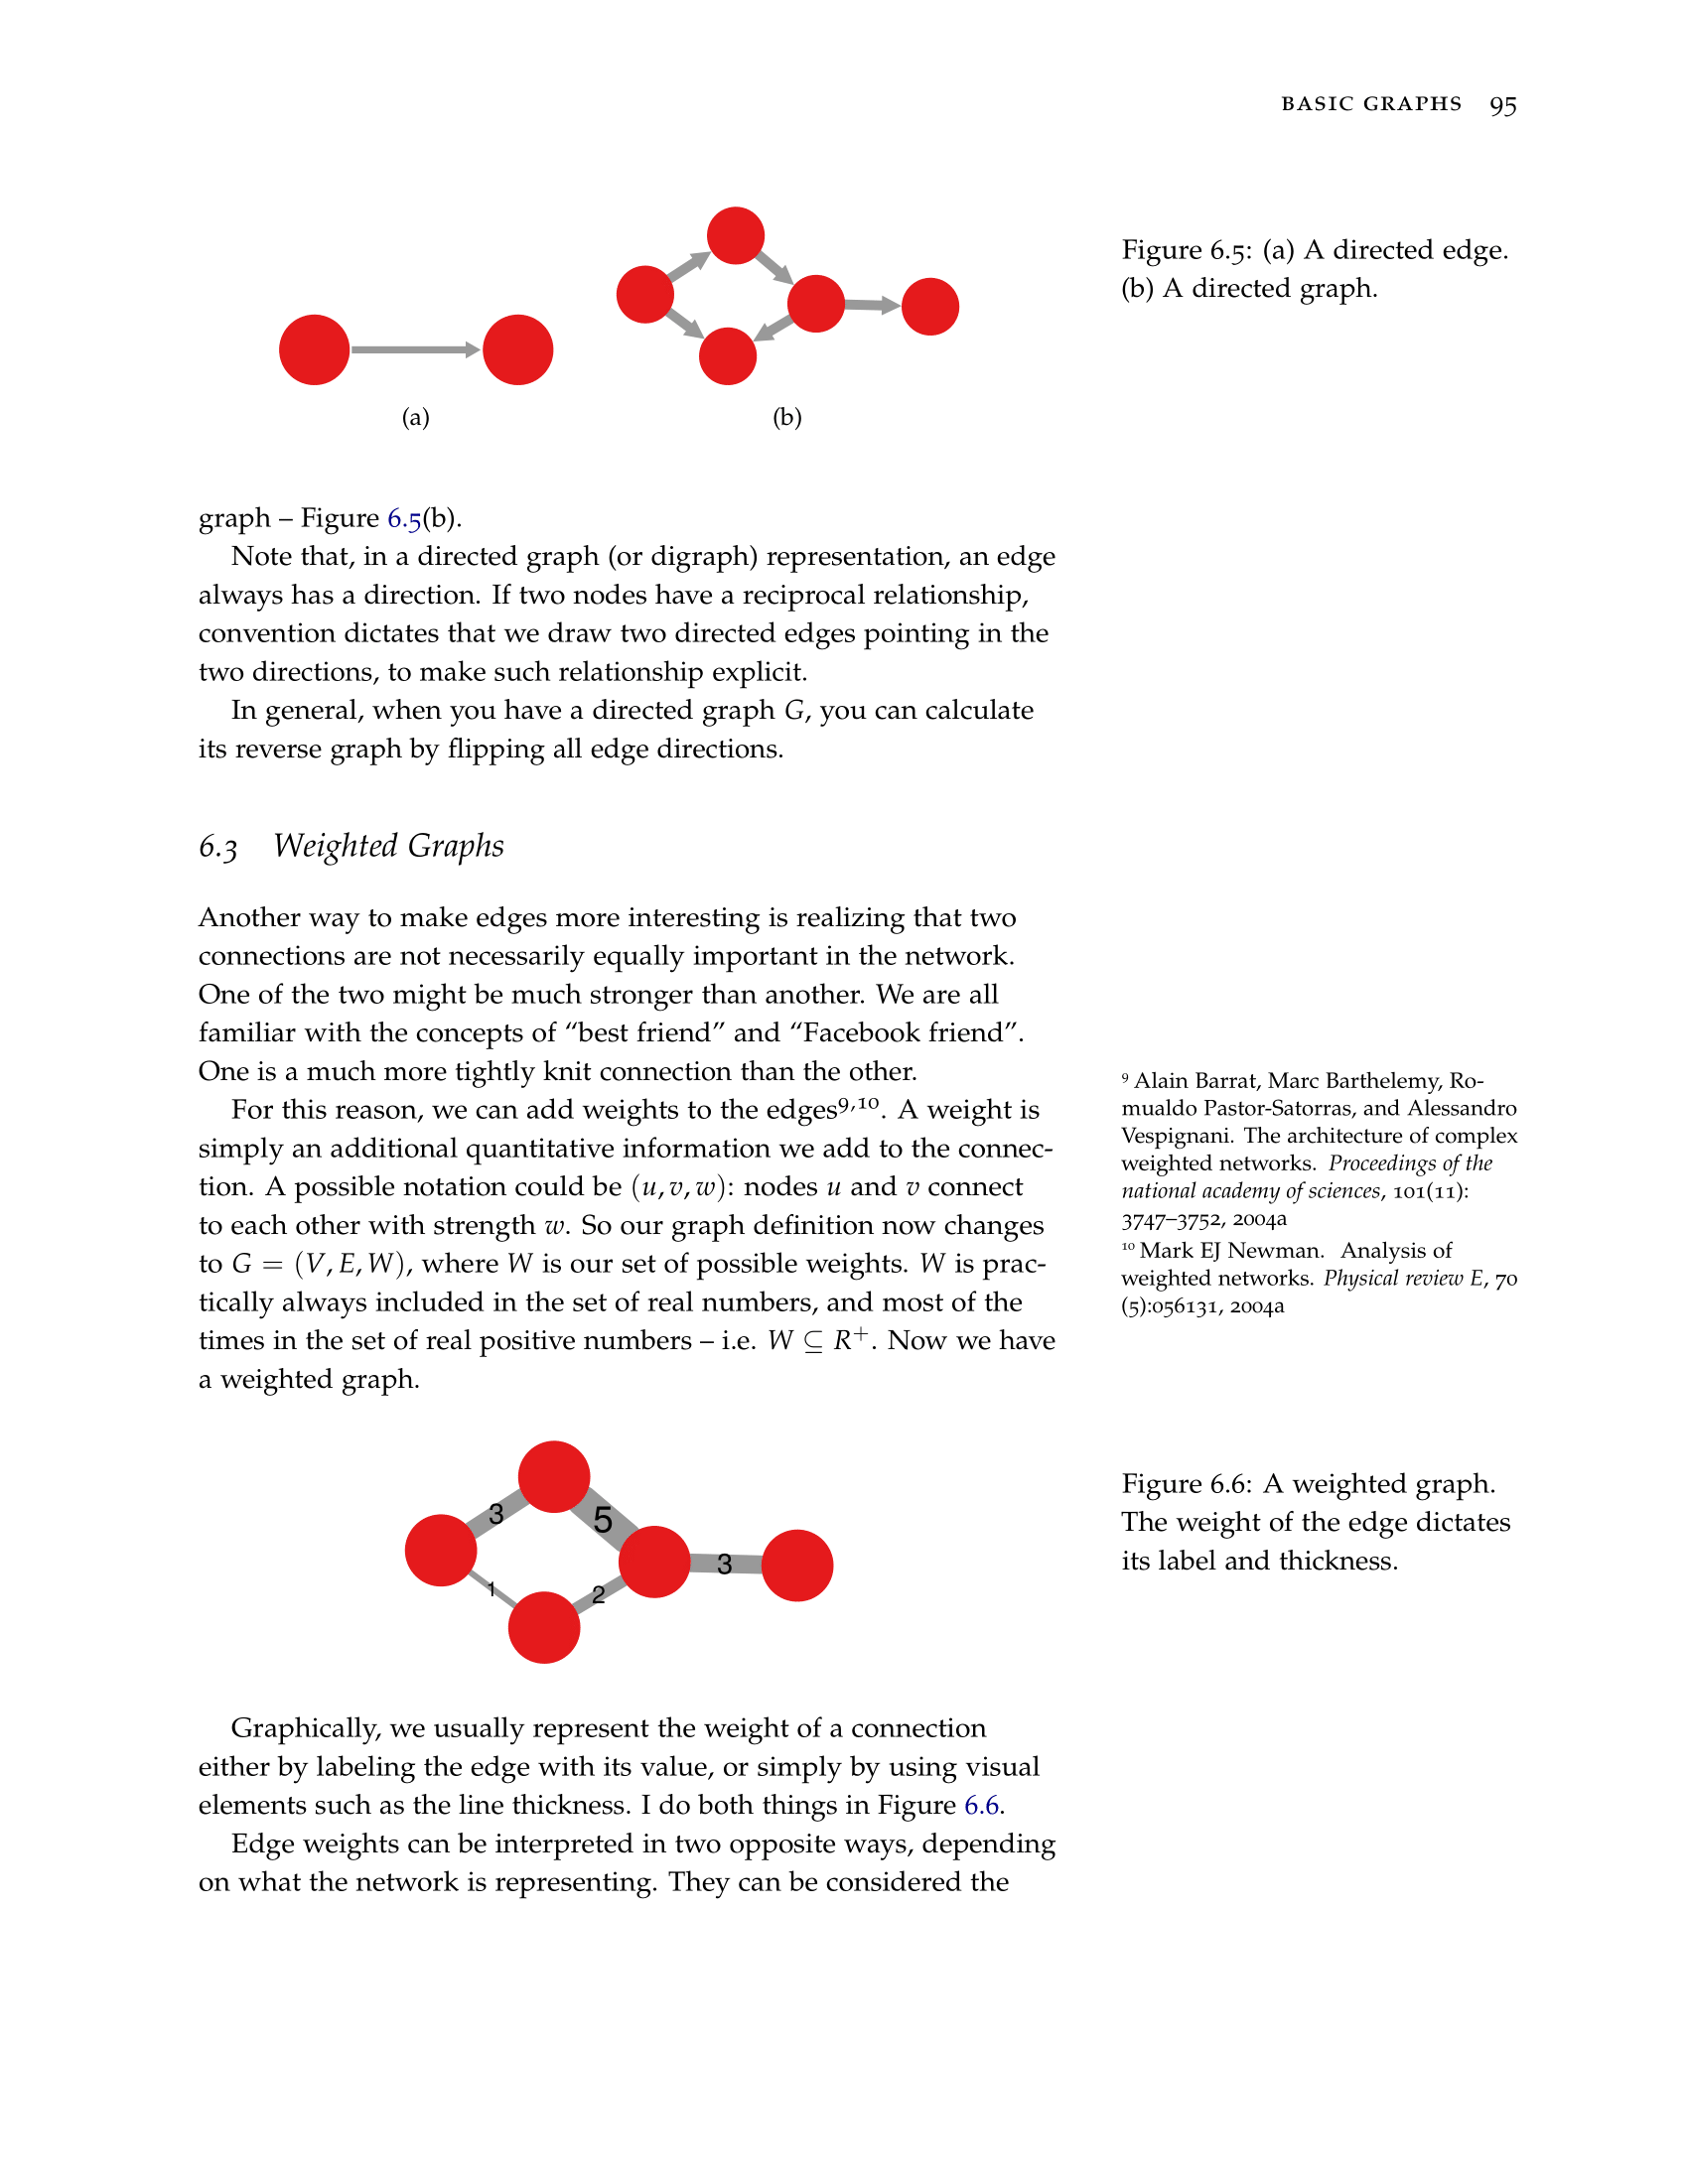 BASIC GRAPHS 95
Figure 6.5: (a) A directed edge.
(b) A directed graph.
(a)
(b)
graph – Figure 6.5(b).
Note that, in a directed graph (or digraph) representation, an edge
always has a direction. If two nodes have a reciprocal relationship,
convention dictates that we draw two directed edges pointing in the
two directions, to make such relationship explicit.
In general, when you have a directed graph G, you can calculate
its reverse graph by flipping all edge directions.
6.3 Weighted Graphs
Another way to make edges more interesting is realizing that two
connections are not necessarily equally important in the network.
One of the two might be much stronger than another. We are all
familiar with the concepts of “best friend” and “Facebook friend”.
One is a much more tightly knit connection than the other.
For this reason, we can add weights to the edges⁹,¹⁰. A weight is
simply an additional quantitative information we add to the connec-
tion. A possible notation could be (u, v, w): nodes u and v connect
to each other with strength w. So our graph definition now changes
to G = (V, E, W), where W is our set of possible weights. W is prac-
tically always included in the set of real numbers, and most of the
times in the set of real positive numbers – i.e. W ⊆ R⁺. Now we have
a weighted graph.
⁹ Alain Barrat, Marc Barthelemy, Ro-
mualdo Pastor-Satorras, and Alessandro
Vespignani. The architecture of complex
weighted networks. Proceedings of the
national academy of sciences, 101(11):
3747–3752, 2004a
¹⁰ Mark EJ Newman. Analysis of
weighted networks. Physical review E, 70
(5):056131, 2004a
3
5
3
1
2
Figure 6.6: A weighted graph.
The weight of the edge dictates
its label and thickness.
Graphically, we usually represent the weight of a connection
either by labeling the edge with its value, or simply by using visual
elements such as the line thickness. I do both things in Figure 6.6.
Edge weights can be interpreted in two opposite ways, depending
on what the network is representing. They can be considered the